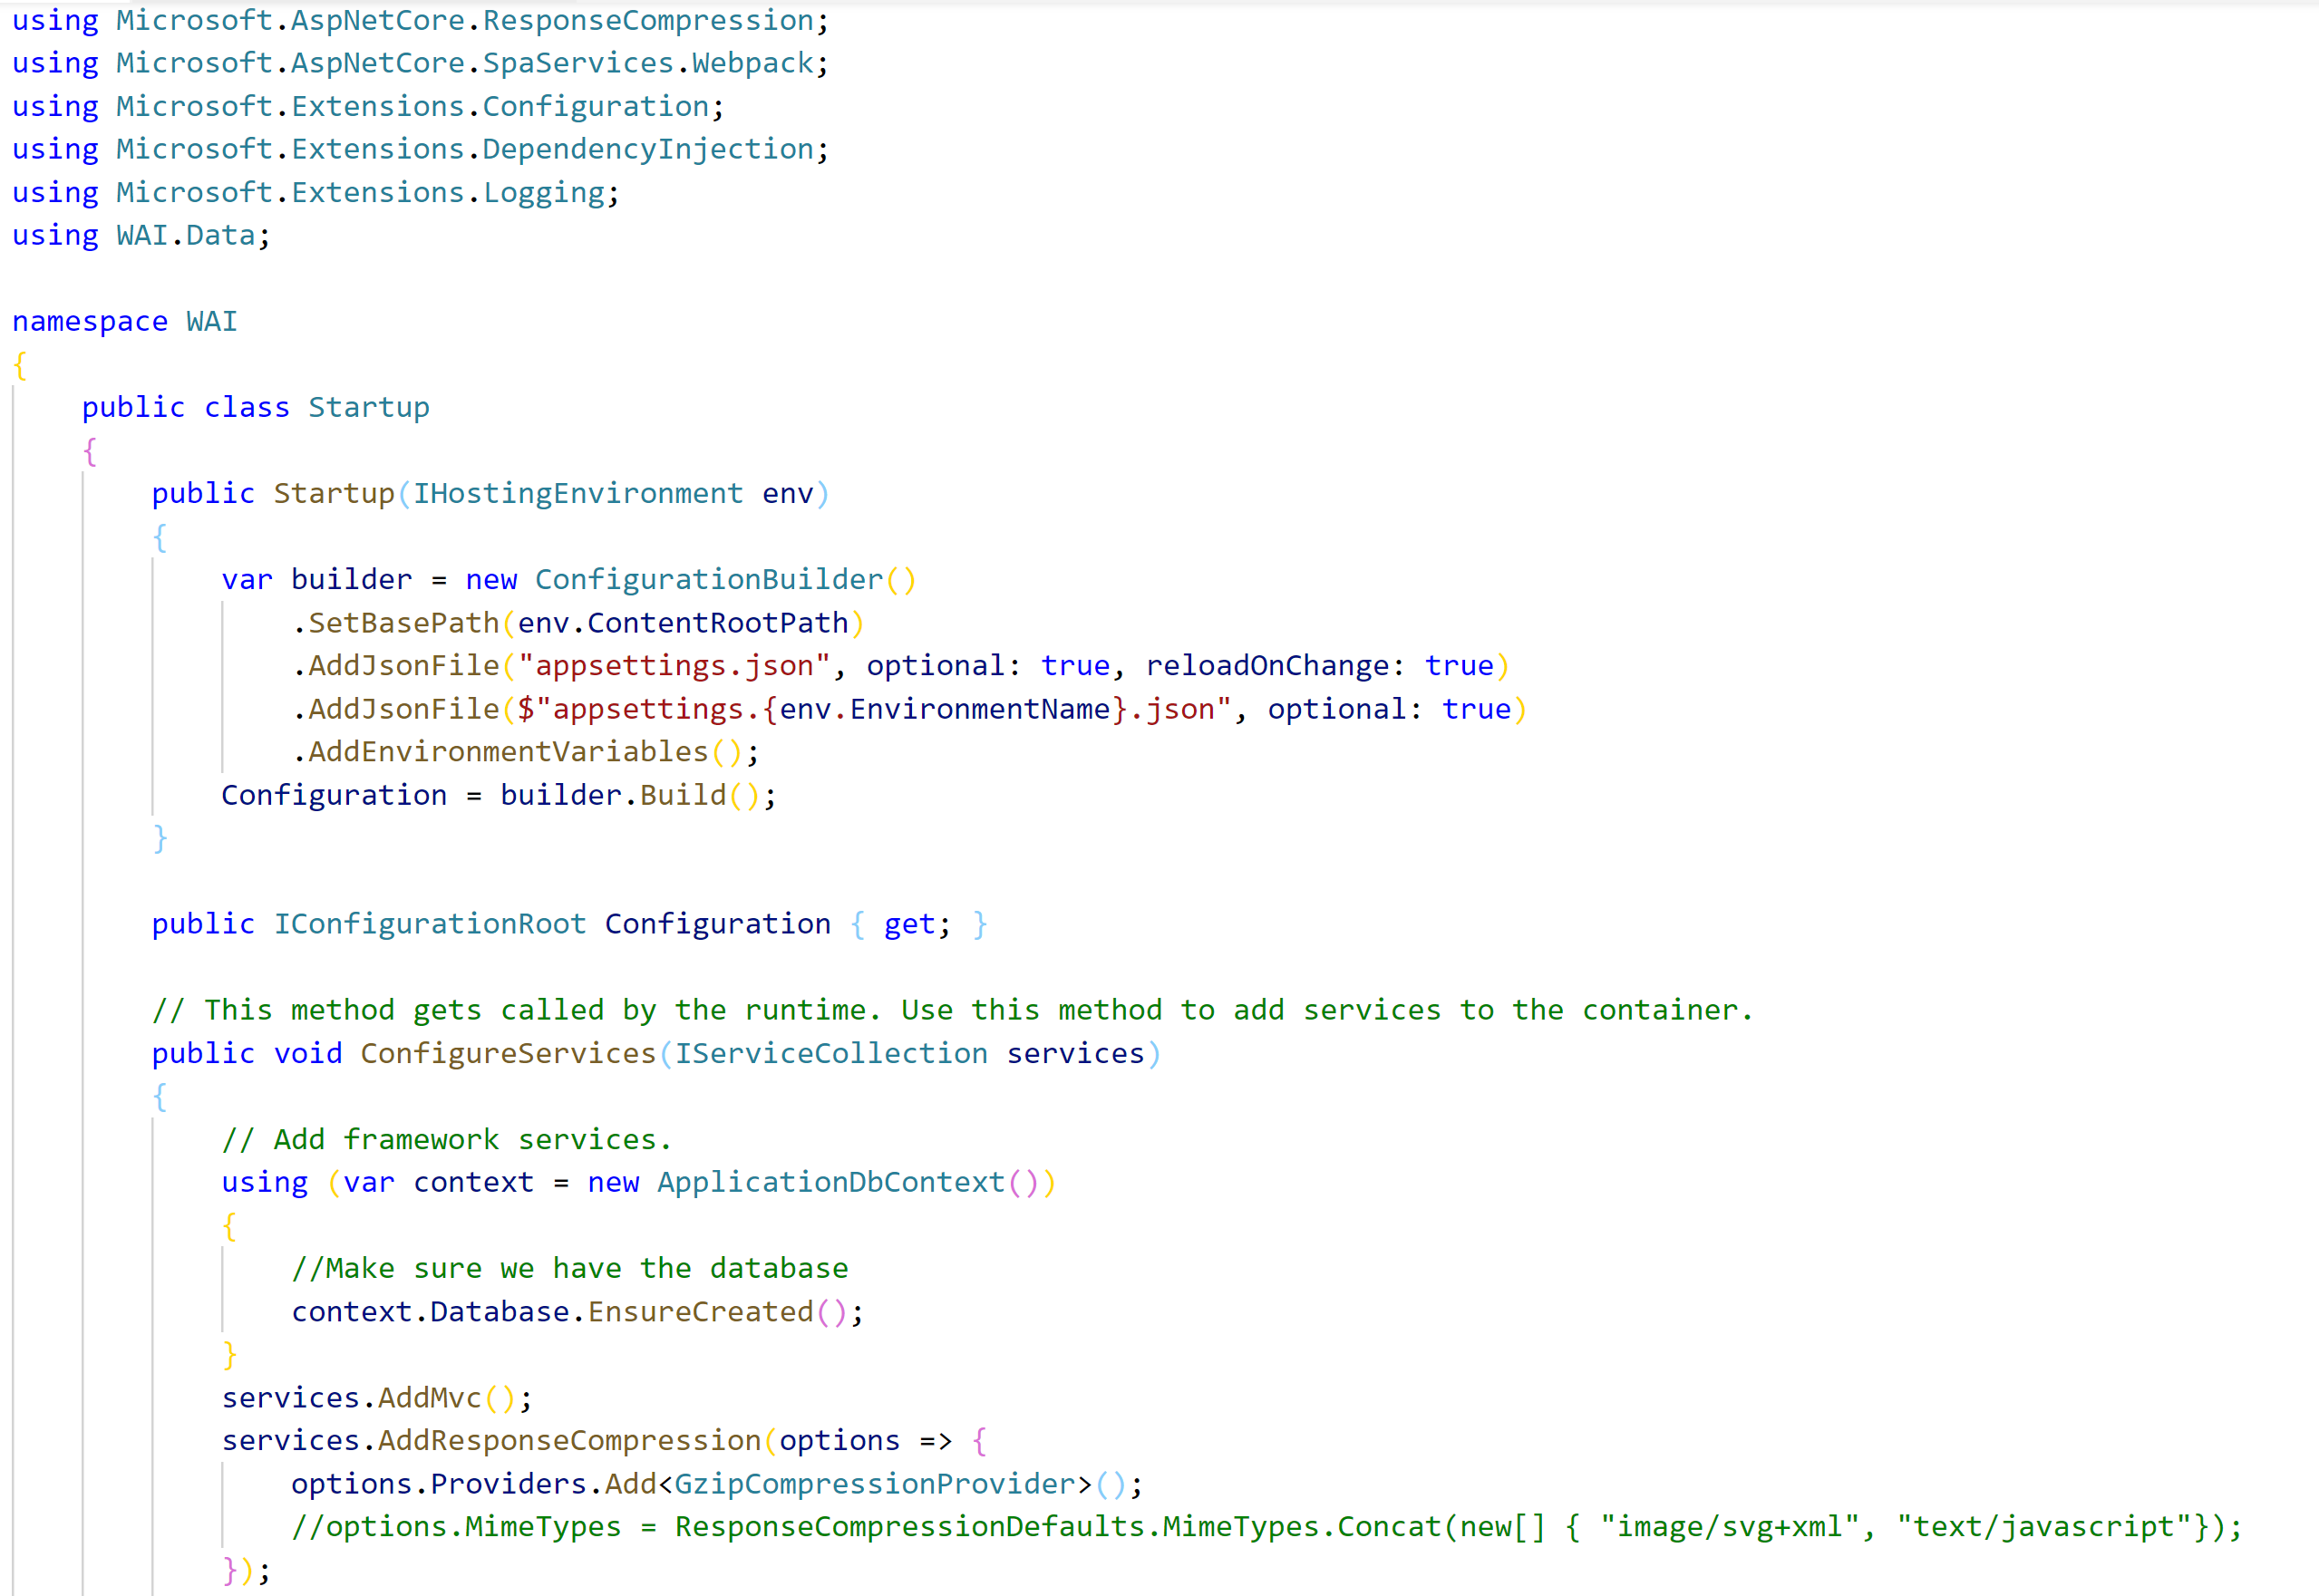 using Microsoft.AspNetCore.ResponseCompression;
using Microsoft.AspNetCore.SpaServices.Webpack;
using Microsoft.Extensions.Configuration;
using Microsoft.Extensions.DependencyInjection;
using Microsoft.Extensions.Logging;
using WAI.Data;

namespace WAI
{
    public class Startup
    {
        public Startup(IHostingEnvironment env)
        {
            var builder = new ConfigurationBuilder()
                .SetBasePath(env.ContentRootPath)
                .AddJsonFile("appsettings.json", optional: true, reloadOnChange: true)
                .AddJsonFile($"appsettings.{env.EnvironmentName}.json", optional: true)
                .AddEnvironmentVariables();
            Configuration = builder.Build();
        }

        public IConfigurationRoot Configuration { get; }

        // This method gets called by the runtime. Use this method to add services to the container.
        public void ConfigureServices(IServiceCollection services)
        {
            // Add framework services.
            using (var context = new ApplicationDbContext())
            {
                //Make sure we have the database
                context.Database.EnsureCreated();
            }
            services.AddMvc();
            services.AddResponseCompression(options => {
                options.Providers.Add<GzipCompressionProvider>();
                //options.MimeTypes = ResponseCompressionDefaults.MimeTypes.Concat(new[] { "image/svg+xml", "text/javascript"});
            });